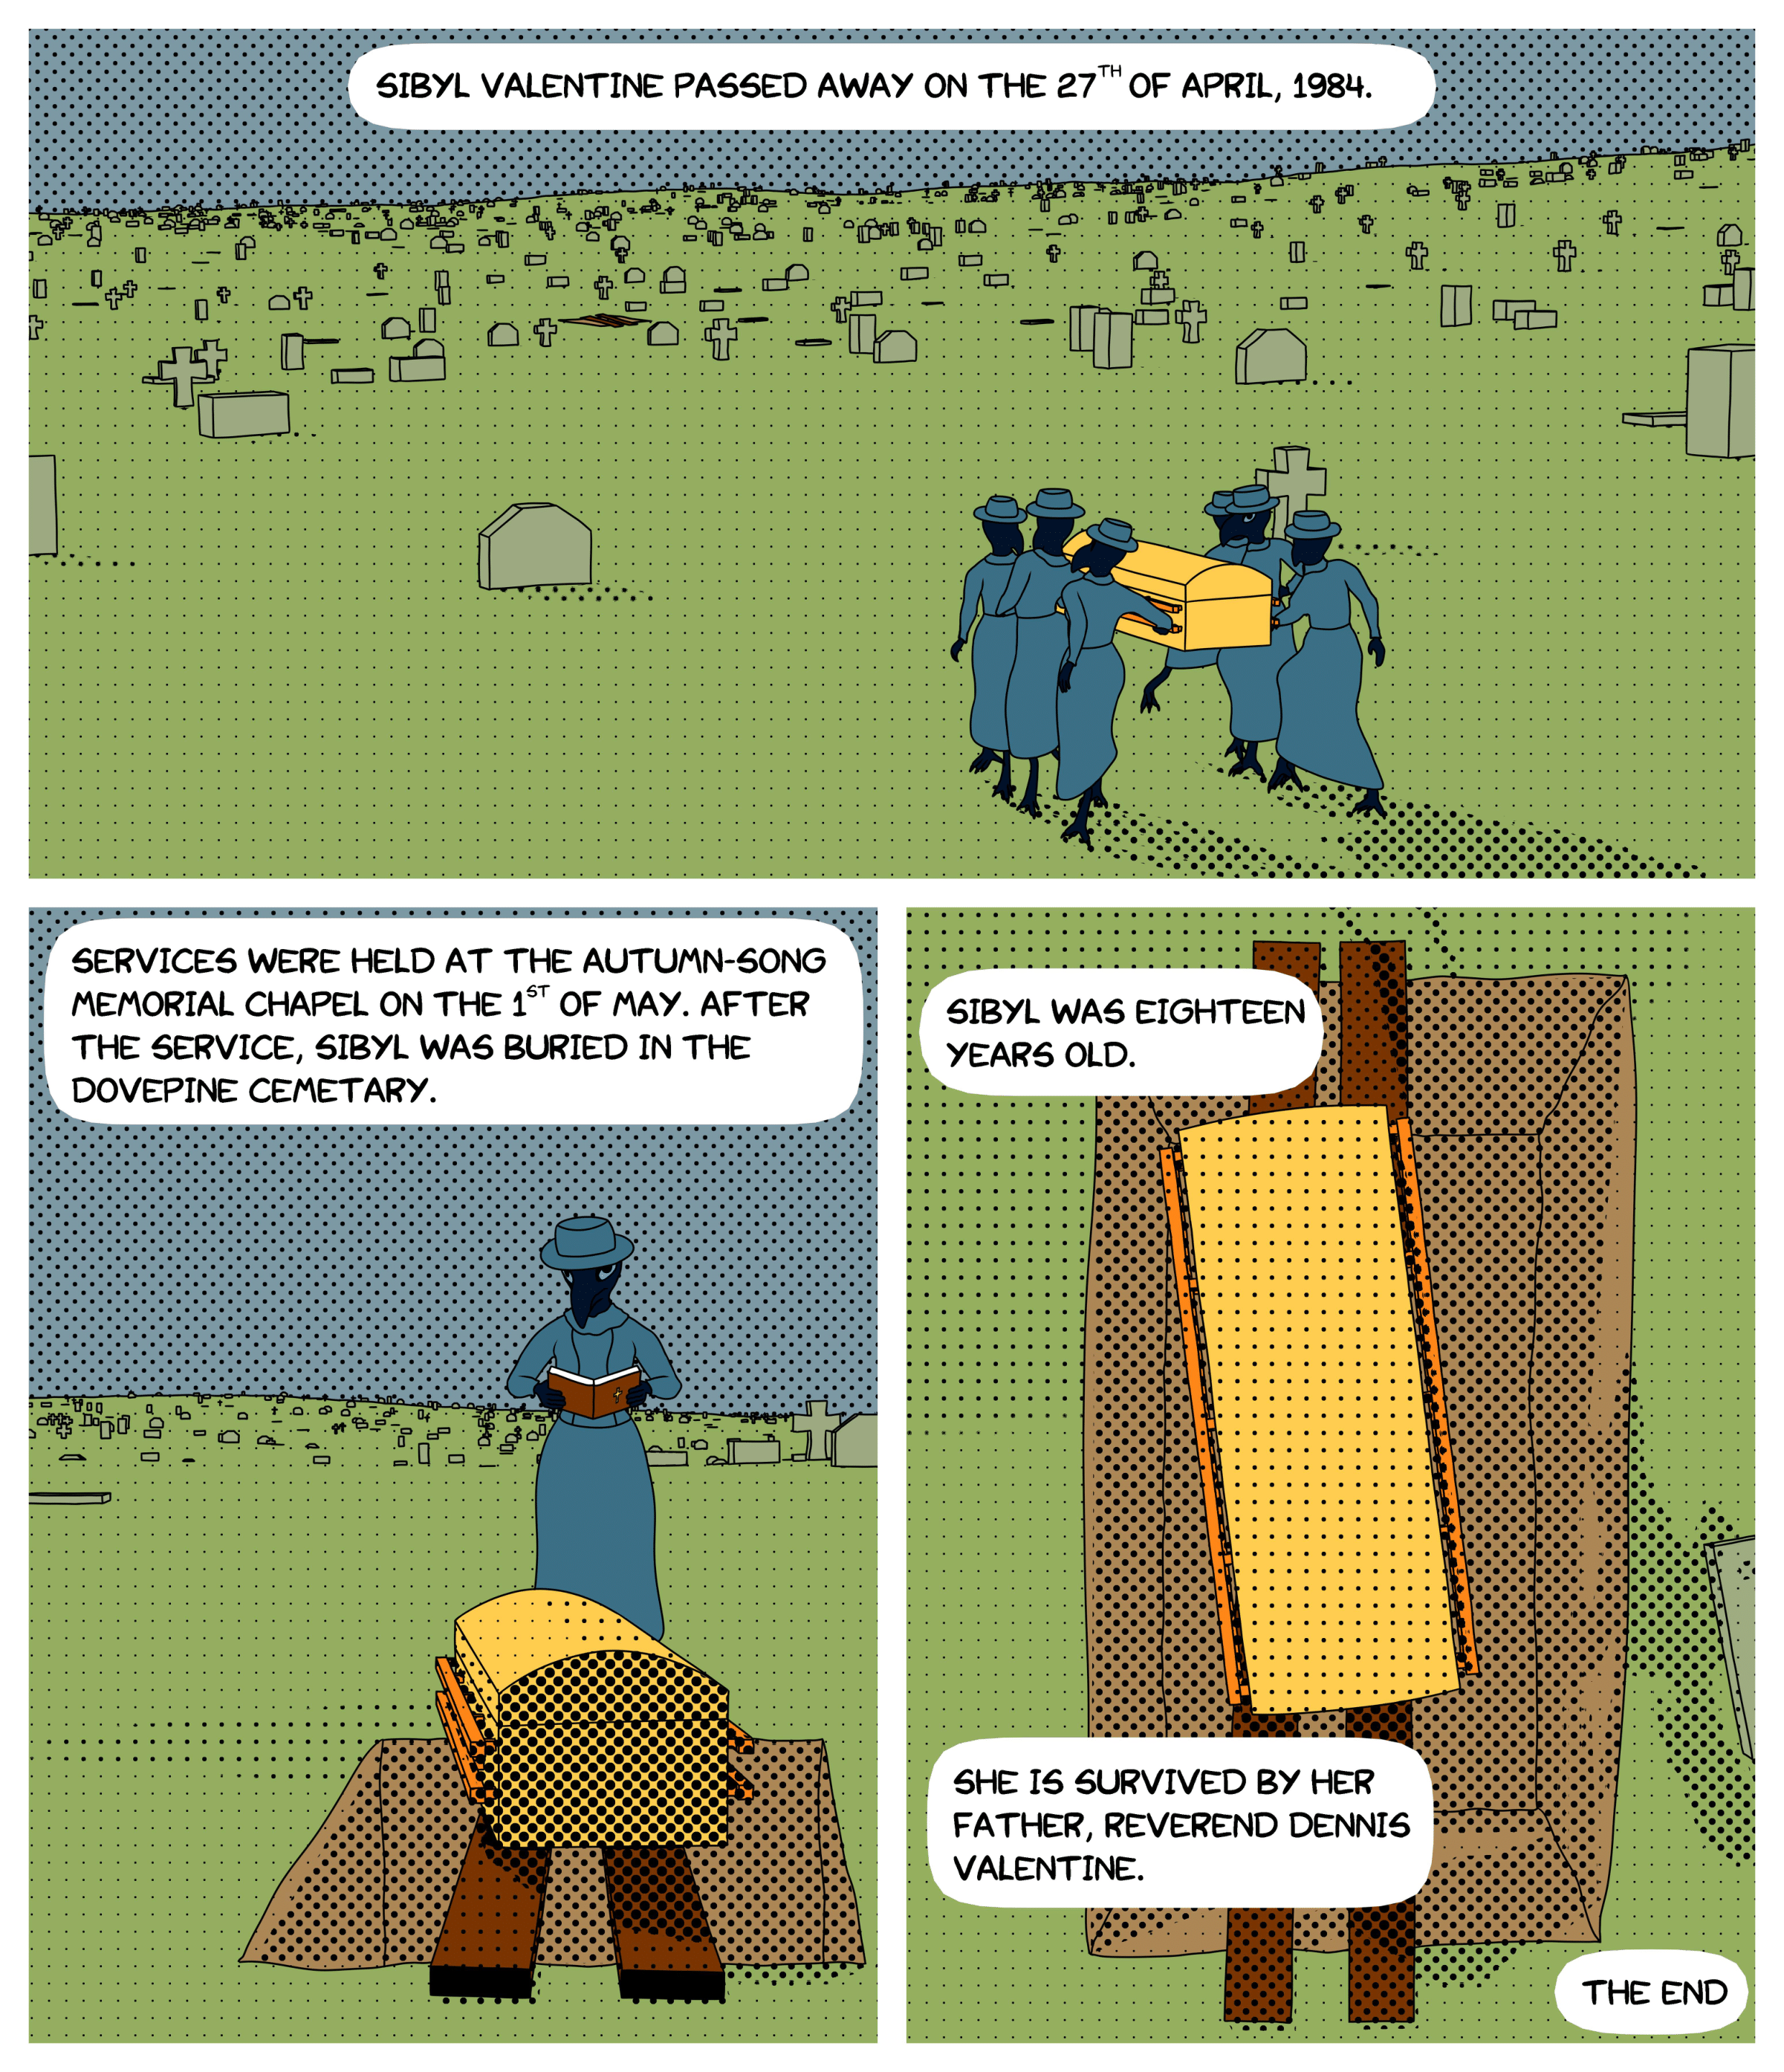 SIBYL VALENTINE PASSED AWAY ON THE 27TH OF APRIL, 1984.
SERVICES WERE HELD AT THE AUTUMN-SONG
MEMORIAL CHAPEL ON THE 1ST OF MAY. AFTER
THE SERVICE, SIBYL WAS BURIED IN THE
DOVEPINE CEMETARY.
SIBYL WAS EIGHTEEN
YEARS OLD.
SHE IS SURVIVED BY HER
FATHER, REVEREND DENNIS
VALENTINE.
THE END